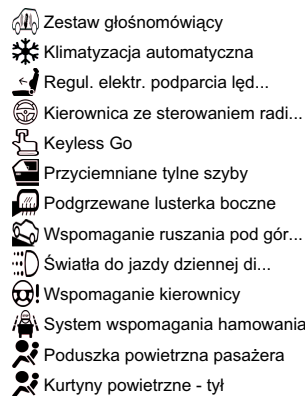 Zestaw głośnomówiący
Klimatyzacja automatyczna
Regul. elektr. podparcia lęd...
Kierownica ze sterowaniem radi...
Keyless Go
Przyciemniane tylne szyby
Podgrzewane lusterka boczne
Wspomaganie ruszania pod gór...
Światła do jazdy dziennej di...
Wspomaganie kierownicy
System wspomagania hamowania
Poduszka powietrzna pasażera
Kurtyny powietrzne - tył